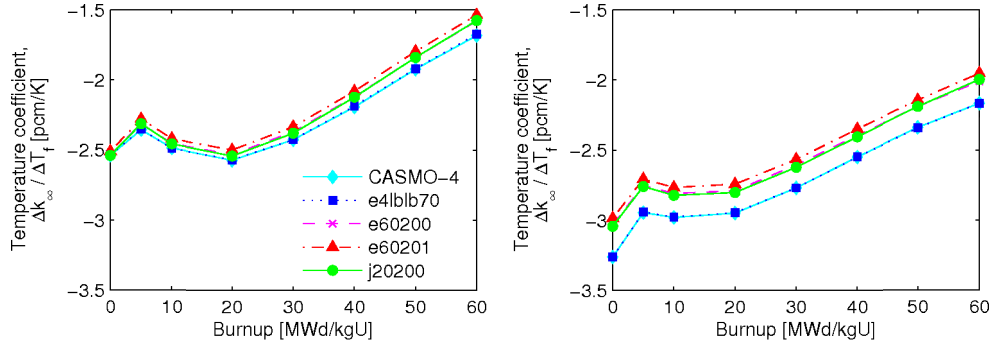 Temperature coefficient,
Δk∞ / ΔT_f [pcm/K]
−1.5
−2
−2.5
−3
−3.5
0 10 20 30 40 50 60
Burnup [MWd/kgU]
CASMO−4
e4lblb70
e60200
e60201
j20200
Temperature coefficient,
Δk∞ / ΔT_f [pcm/K]
−1.5
−2
−2.5
−3
−3.5
0 10 20 30 40 50 60
Burnup [MWd/kgU]